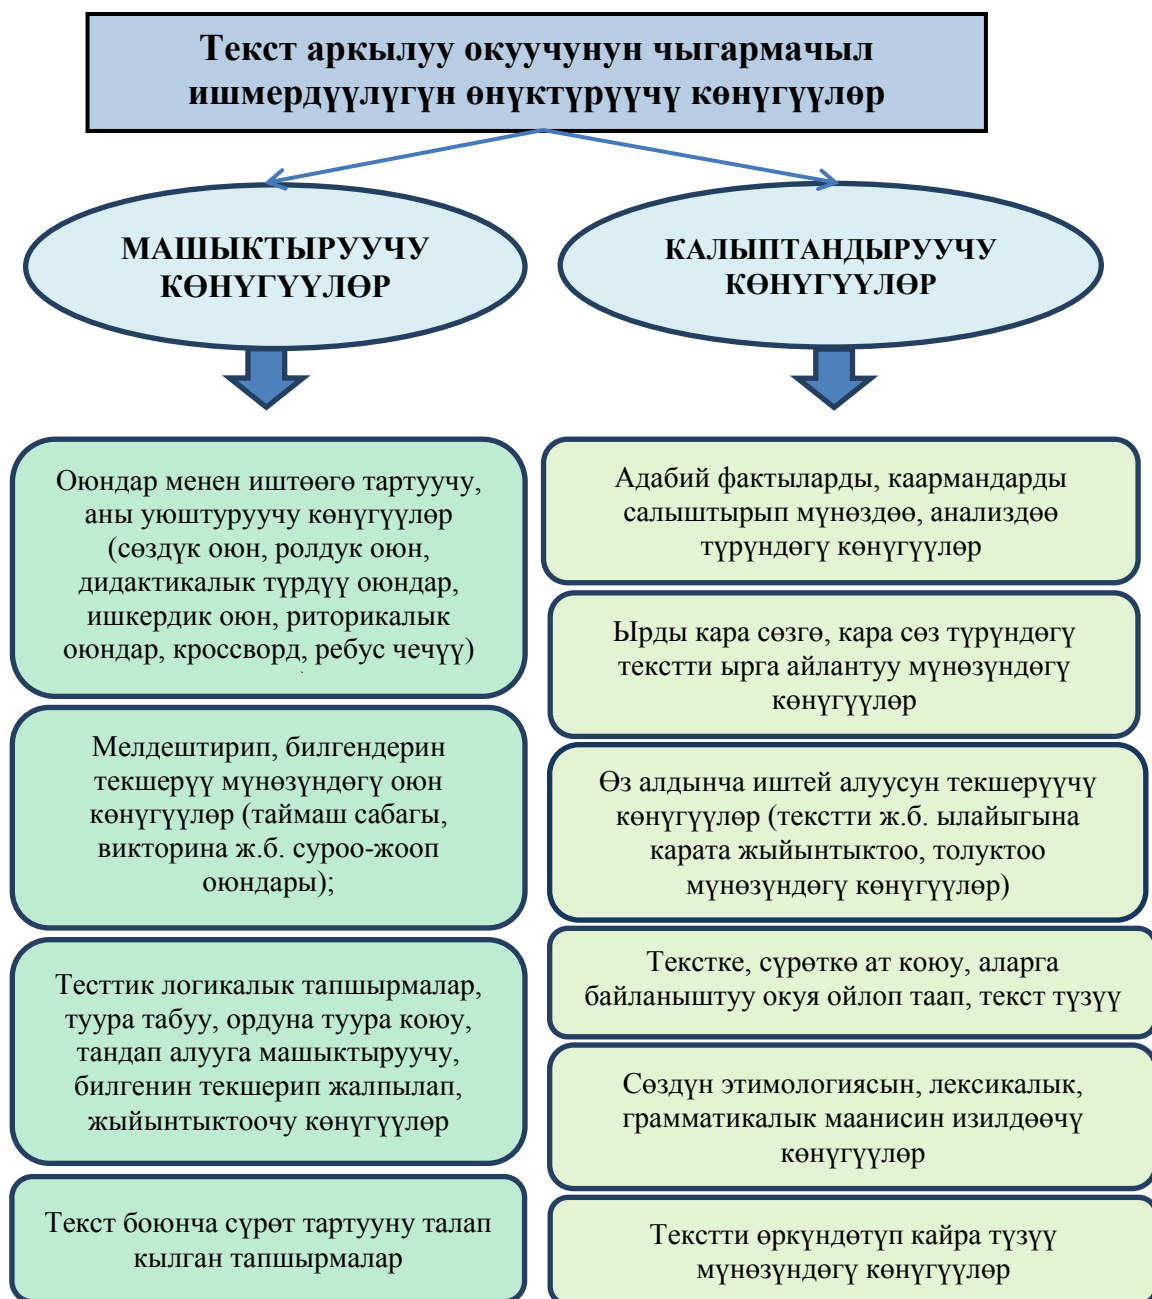 Текст аркылуу окуучунун чыгармачыл
ишмердүүлүгүн өнүктүрүүчү көнүгүүлөр
МАШЫКТЫРУУЧУ
КӨНҮГҮҮЛӨР
КАЛЫПТАНДЫРУУЧУ
КӨНҮГҮҮЛӨР
Оюндар менен иштөөгө тартуучу,
аны уюштуруучу көнүгүүлөр
(сөздүк оюн, ролдук оюн,
дидактикалык түрдүү оюндар,
ишкердик оюн, риторикалык
оюндар, кроссворд, ребус чечүү)
Мелдештирип, билгендерин
текшерүү мүнөзүндөгү оюн
көнүгүүлөр (таймаш сабагы,
викторина ж.б. суроо-жооп
оюндары);
Тесттик логикалык тапшырмалар,
туура табуу, ордуна туура коюу,
тандап алууга машыктыруучу,
билгенин текшерип жалпылап,
жыйынтыктоочу көнүгүүлөр
Текст боюнча сүрөт тартууну талап
кылган тапшырмалар
Адабий фактыларды, каармандарды
салыштырып мүнөздөө, анализдөө
түрүндөгү көнүгүүлөр
Ырды кара сөзгө, кара сөз түрүндөгү
текстти ырга айлантуу мүнөзүндөгү
көнүгүүлөр
Өз алдынча иштей алуусун текшерүүчү
көнүгүүлөр (текстти ж.б. ылайыгына
карата жыйынтыктоо, толуктоо
мүнөзүндөгү көнүгүүлөр)
Текстке, сүрөткө ат коюу, аларга
байланыштуу окуя ойлоп таап, текст түзүү
Сөздүн этимологиясын, лексикалык,
грамматикалык маанисин изилдөөчү
көнүгүүлөр
Текстти өркүндөтүп кайра түзүү
мүнөзүндөгү көнүгүүлөр